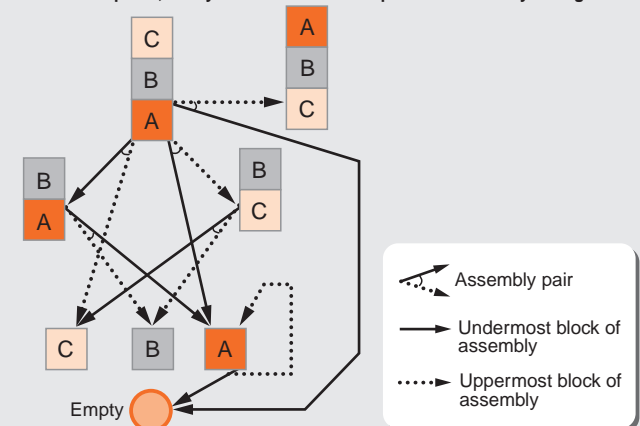 C
B
A
A
B
C
B
A
B
C
C
B
A
Empty
Assembly pair
Undermost block of
assembly
Uppermost block of
assembly